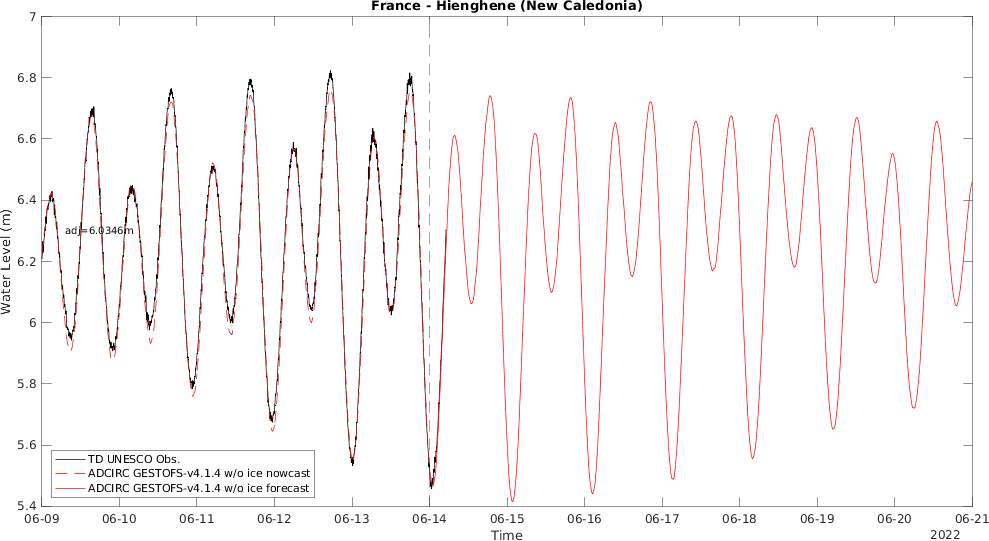 France - Hienghene (New Caledonia)
7
6.8
6.6
6.4
6.2
6
5.8
5.6
5.4
Water Level (m)
adj=6.0346m
TD UNESCO Obs.
ADCIRC GESTOFS-v4.1.4 w/o ice nowcast
ADCIRC GESTOFS-v4.1.4 w/o ice forecast
06-09 06-10 06-11 06-12 06-13 06-14 06-15 06-16 06-17 06-18 06-19 06-20 06-21
Time
2022